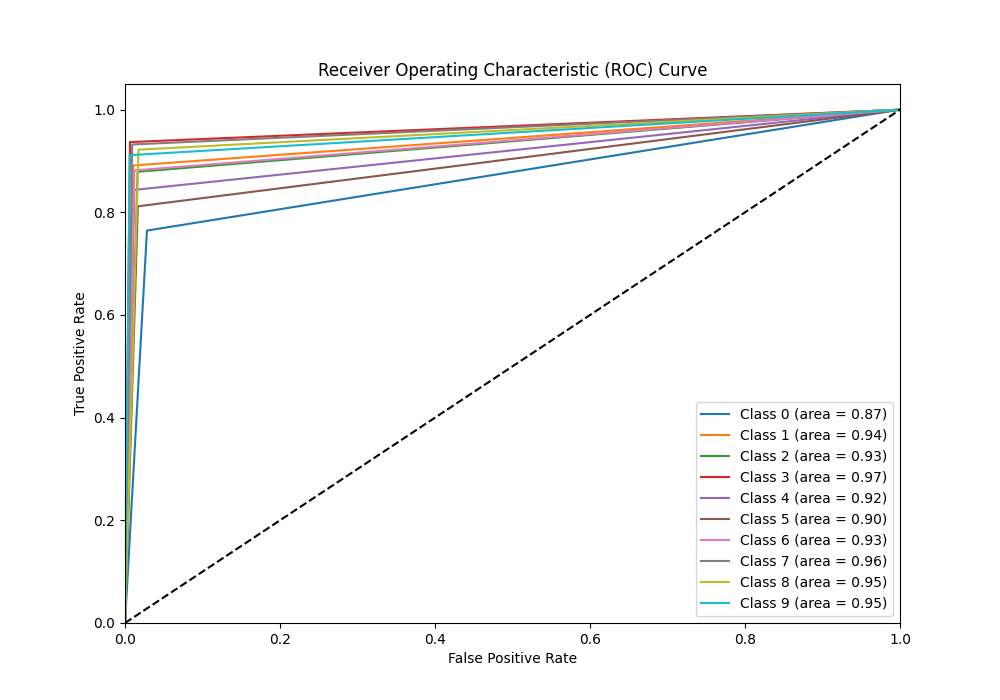 Receiver Operating Characteristic (ROC) Curve
True Positive Rate
1.0
0.8
0.6
0.4
0.2
0.0
Class 0 (area = 0.87)
Class 1 (area = 0.94)
Class 2 (area = 0.93)
Class 3 (area = 0.97)
Class 4 (area = 0.92)
Class 5 (area = 0.90)
Class 6 (area = 0.93)
Class 7 (area = 0.96)
Class 8 (area = 0.95)
Class 9 (area = 0.95)
0.0 0.2 0.4 0.6 0.8 1.0
False Positive Rate